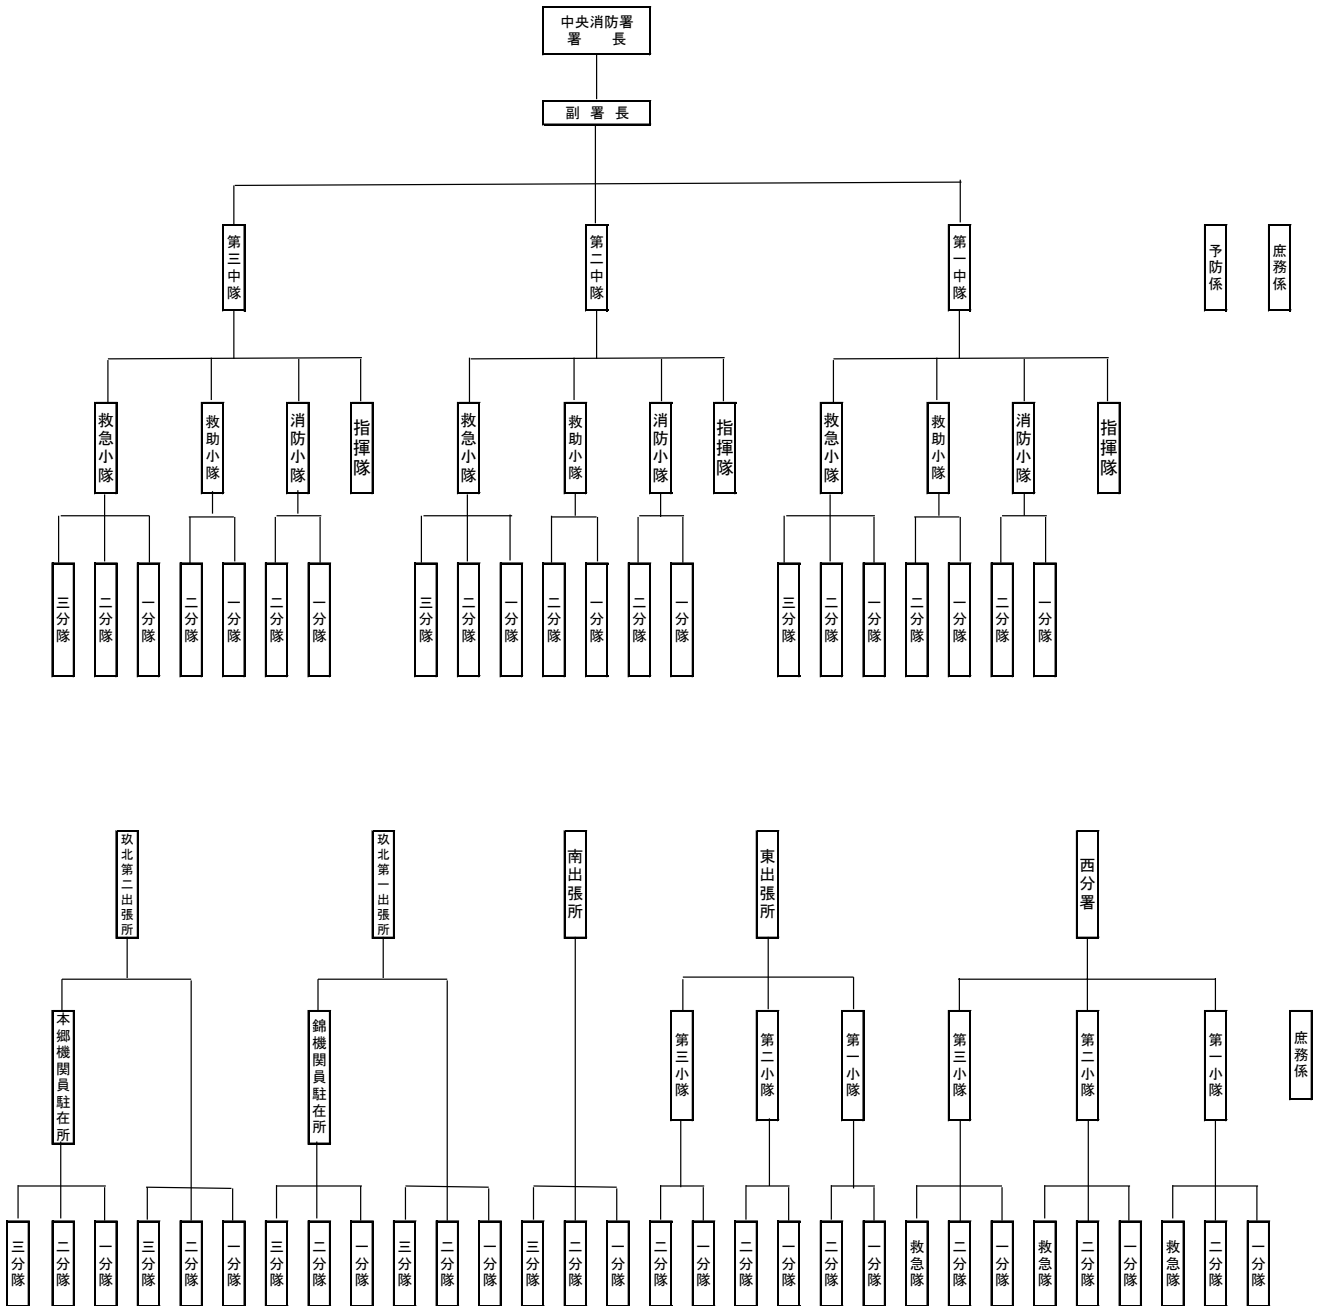 中央消防署
署長
副署長
庶務係
予防係
第一中隊
第二中隊
第三中隊
指揮隊
消防小隊
救助小隊
救急小隊
指揮隊
消防小隊
救助小隊
救急小隊
指揮隊
消防小隊
救助小隊
救急小隊
一分隊
二分隊
一分隊
二分隊
一分隊
二分隊
三分隊
一分隊
二分隊
一分隊
二分隊
一分隊
二分隊
三分隊
一分隊
二分隊
一分隊
二分隊
一分隊
二分隊
三分隊
西分署
東出張所
南出張所
玖北第一出張所
玖北第二出張所
庶務係
第一小隊
第二小隊
第三小隊
第一小隊
第二小隊
第三小隊
錦機関員駐在所
本郷機関員駐在所
一分隊
二分隊
救急隊
一分隊
二分隊
救急隊
一分隊
二分隊
救急隊
一分隊
二分隊
一分隊
二分隊
一分隊
二分隊
一分隊
二分隊
三分隊
一分隊
二分隊
三分隊
一分隊
二分隊
三分隊
一分隊
二分隊
三分隊
一分隊
二分隊
三分隊